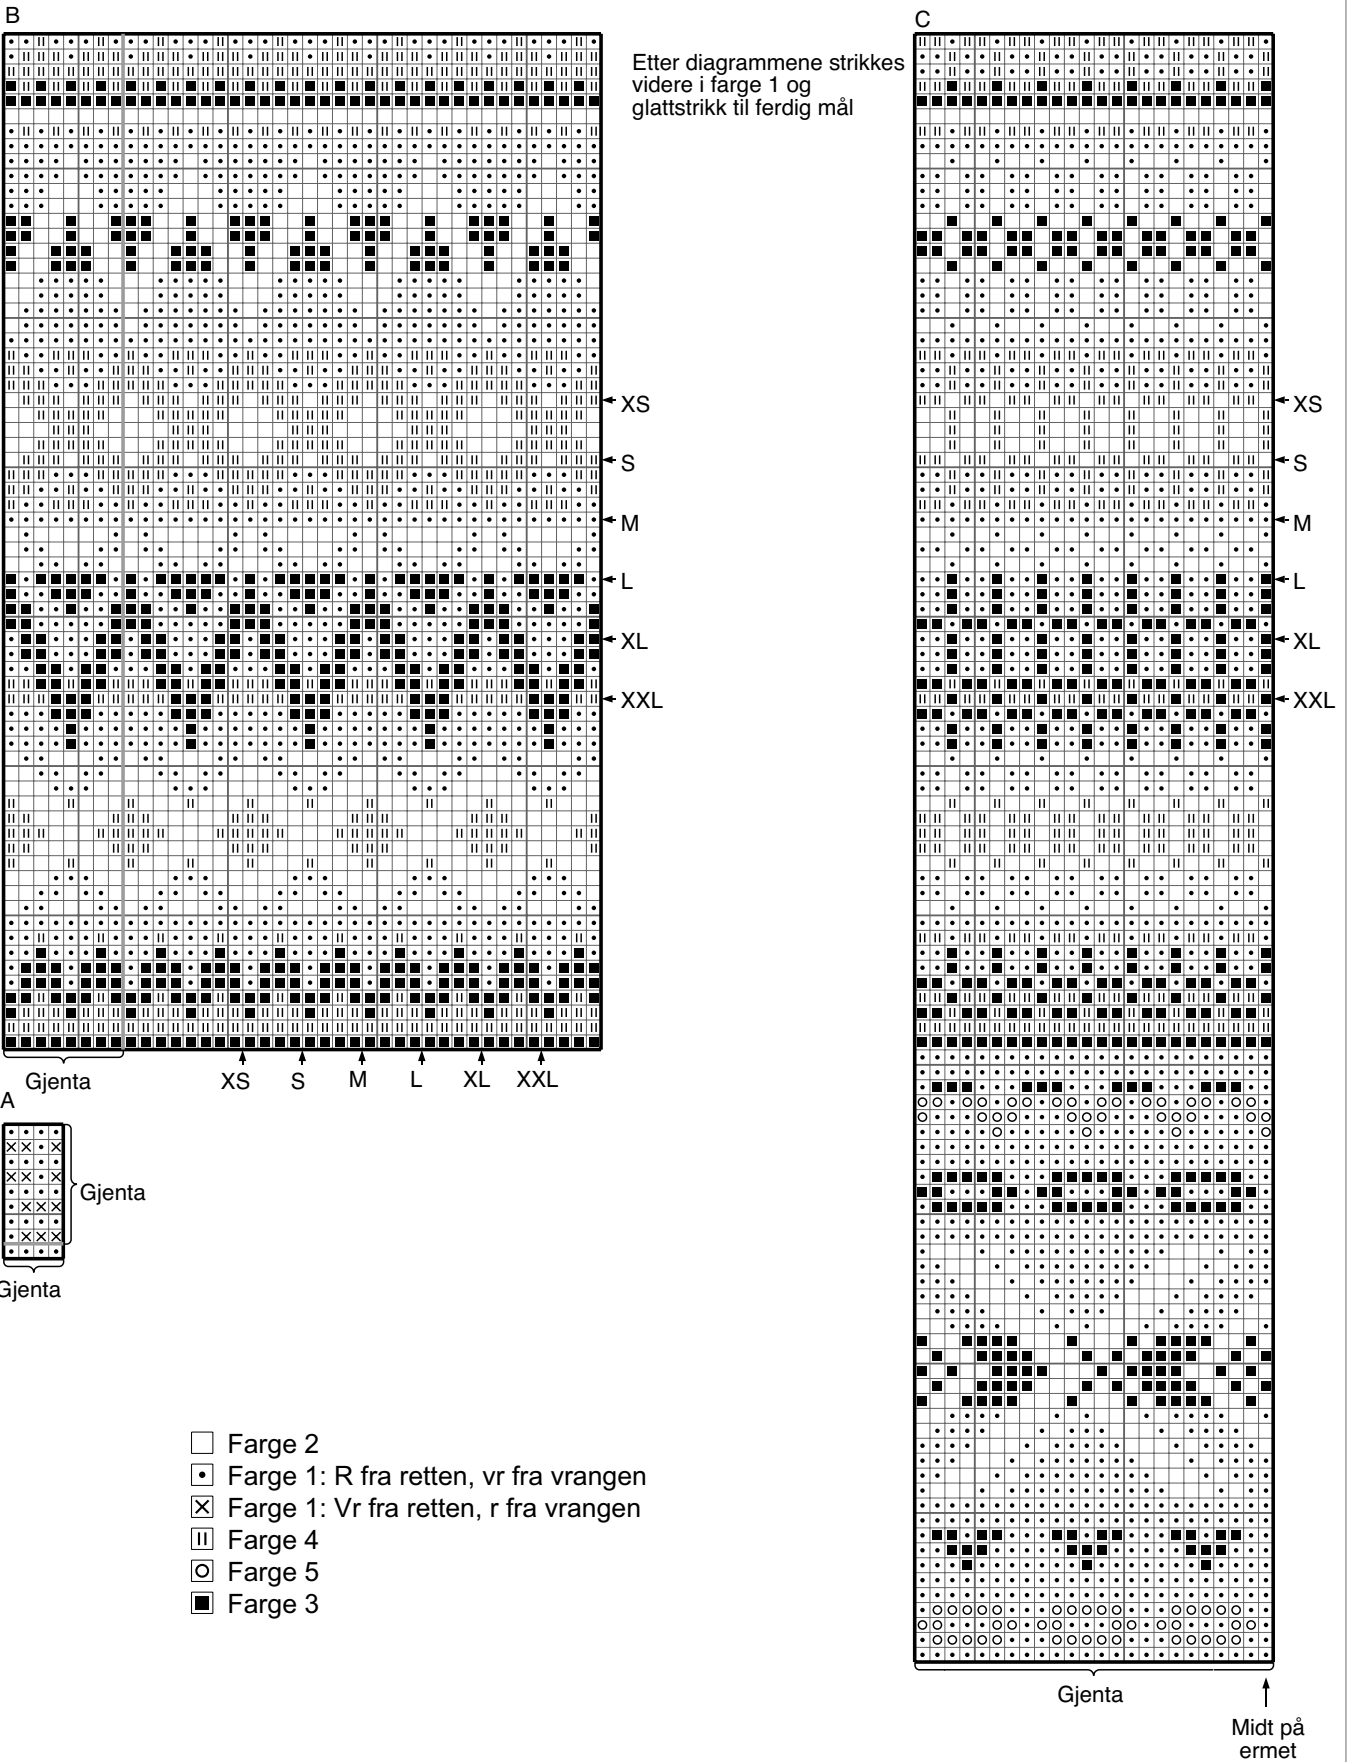 B
C
Etter diagrammene strikkes
videre i farge 1 og
glattstrikk til ferdig mål
XS
S
M
L
XL
XXL
XS
S
M
L
XL
XXL
Gjenta
XS S M L XL XXL
A
Gjenta
Gjenta
Farge 2
Farge 1: R fra retten, vr fra vrangen
Farge 1: Vr fra retten, r fra vrangen
Farge 4
Farge 5
Farge 3
Gjenta
Midt på
ermet